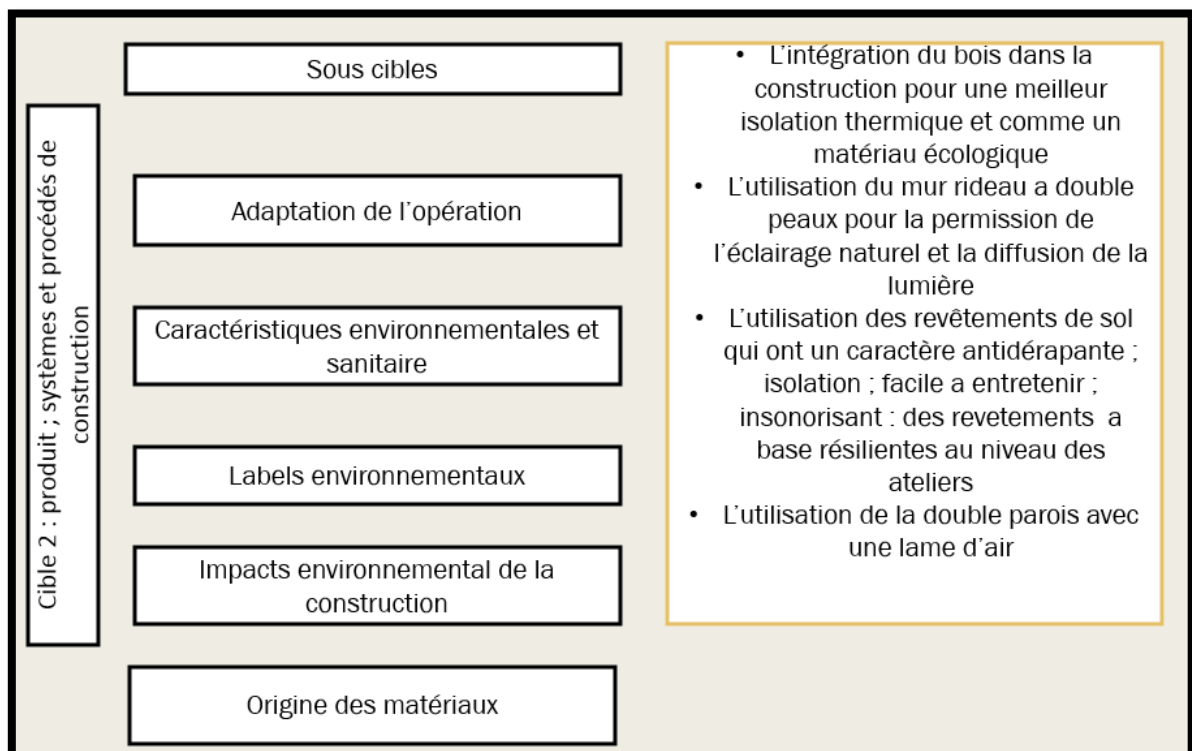 Sous cibles
Cible 2 : produit ; systèmes et procédés de
construction
Adaptation de l'opération
Caractéristiques environnementales et
sanitaire
Labels environnementaux
Impacts environnemental de la
construction
Origine des matériaux
• L'intégration du bois dans la
construction pour une meilleur
isolation thermique et comme un
matériau écologique
• L'utilisation du mur rideau a double
peaux pour la permission de
l'éclairage naturel et la diffusion de la
lumière
• L'utilisation des revêtements de sol
qui ont un caractère antidérapante ;
isolation ; facile a entretenir ;
insonorisant : des revetements a
base résilientes au niveau des
ateliers
• L'utilisation de la double parois avec
une lame d'air